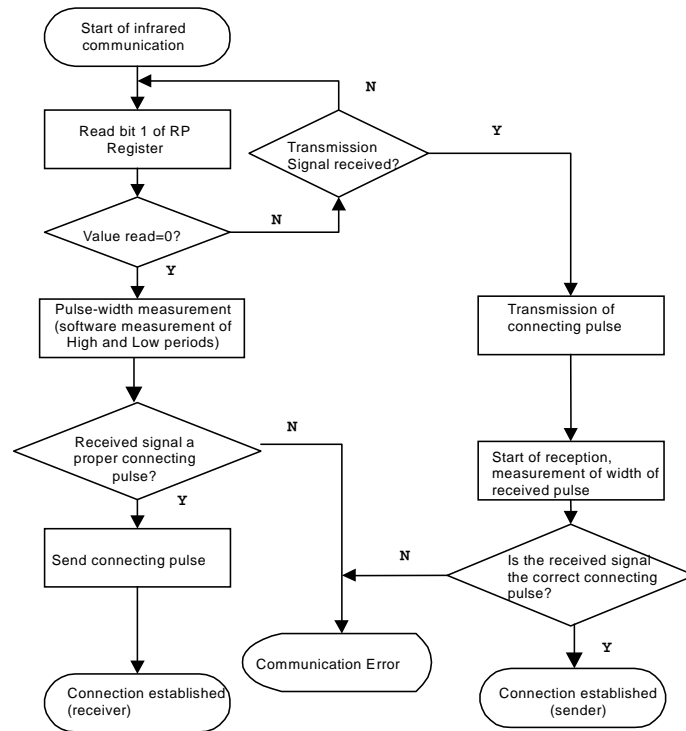 Start of infrared
communication
N
Read bit 1 of RP
Register
Transmission
Signal received?
Y
Value read=0?
N
Y
Pulse-width measurement
(software measurement of
High and Low periods)
Transmission of
connecting pulse
Received signal a
proper connecting
pulse?
N
Y
Start of reception,
measurement of width of
received pulse
Send connecting pulse
N
Is the received signal
the correct connecting
pulse?
Y
Communication Error
Connection established
(receiver)
Connection established
(sender)